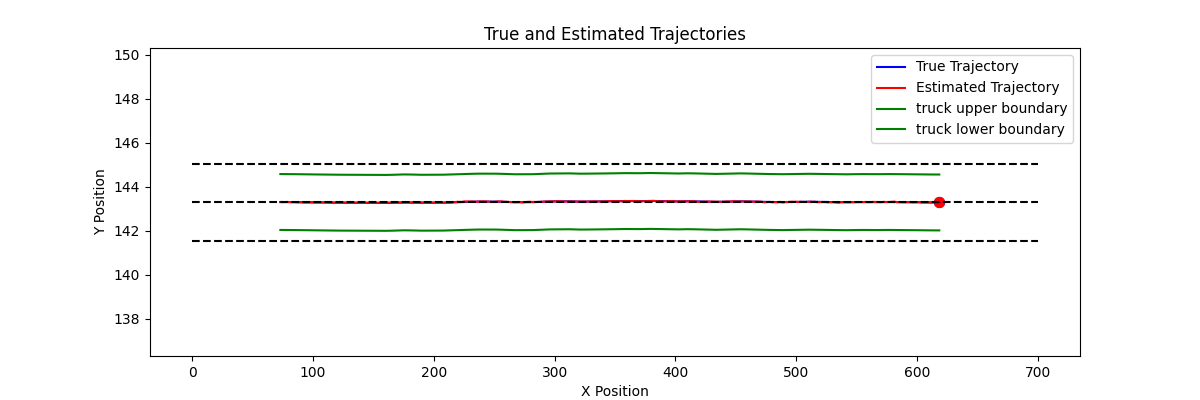 True and Estimated Trajectories
True Trajectory
Estimated Trajectory
truck upper boundary
truck lower boundary
Y Position
150
148
146
144
142
140
138
0 100 200 300 400 500 600 700
X Position